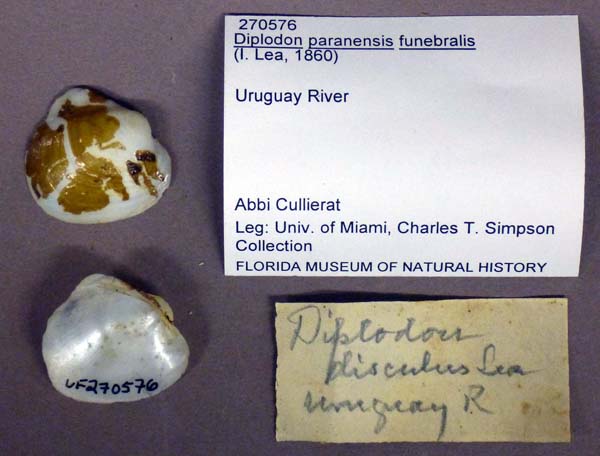 270576
Diplodon paranensis funebralis
(I. Lea, 1860)
Uruguay River
Abbi Cullierat
Leg: Univ. of Miami, Charles T. Simpson
Collection
FLORIDA MUSEUM OF NATURAL HISTORY
UF270576
Diplodon
disculus Lea
Uruguay R